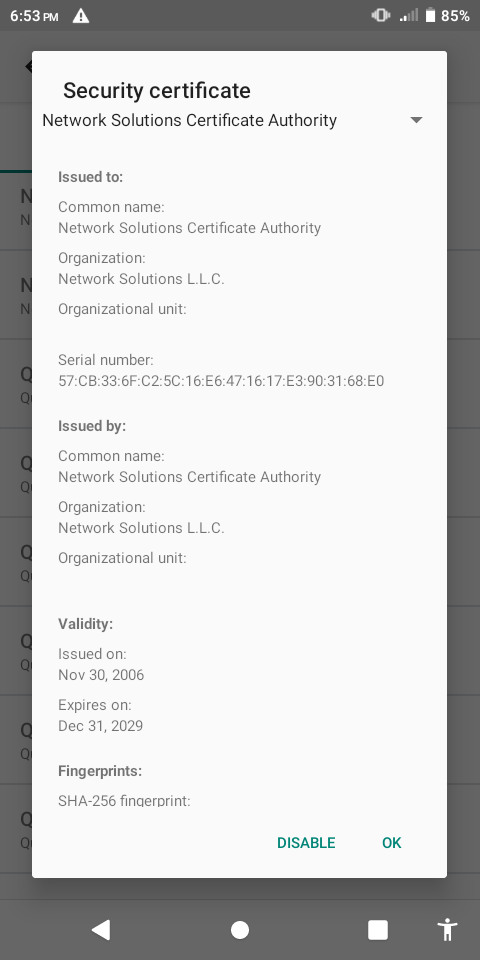 6:53 PM 85%
Security certificate
Network Solutions Certificate Authority
Issued to:
Common name:
Network Solutions Certificate Authority
Organization:
Network Solutions L.L.C.
Organizational unit:
Serial number:
57:CB:33:6F:C2:5C:16:E6:47:16:17:E3:90:31:68:E0
Issued by:
Common name:
Network Solutions Certificate Authority
Organization:
Network Solutions L.L.C.
Organizational unit:
Validity:
Issued on:
Nov 30, 2006
Expires on:
Dec 31, 2029
Fingerprints:
SHA-256 fingerprint:
DISABLE OK